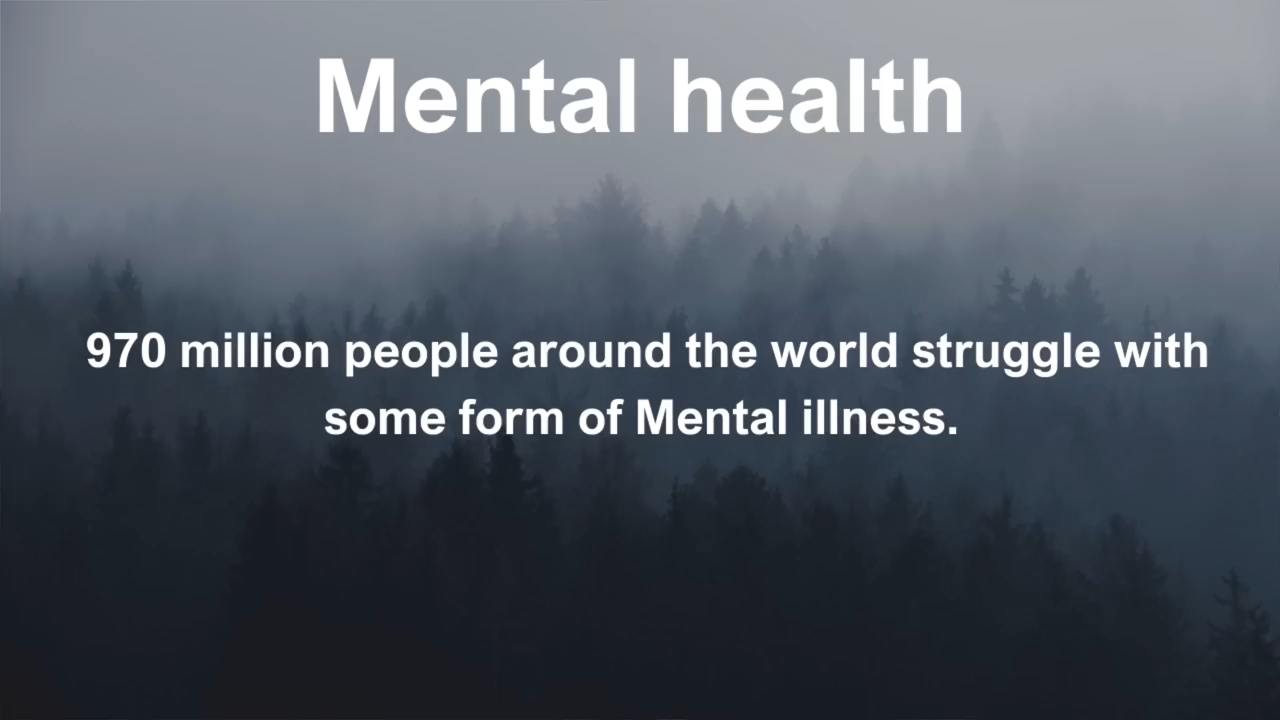 Mental health
970 million people around the world struggle with
some form of Mental illness.